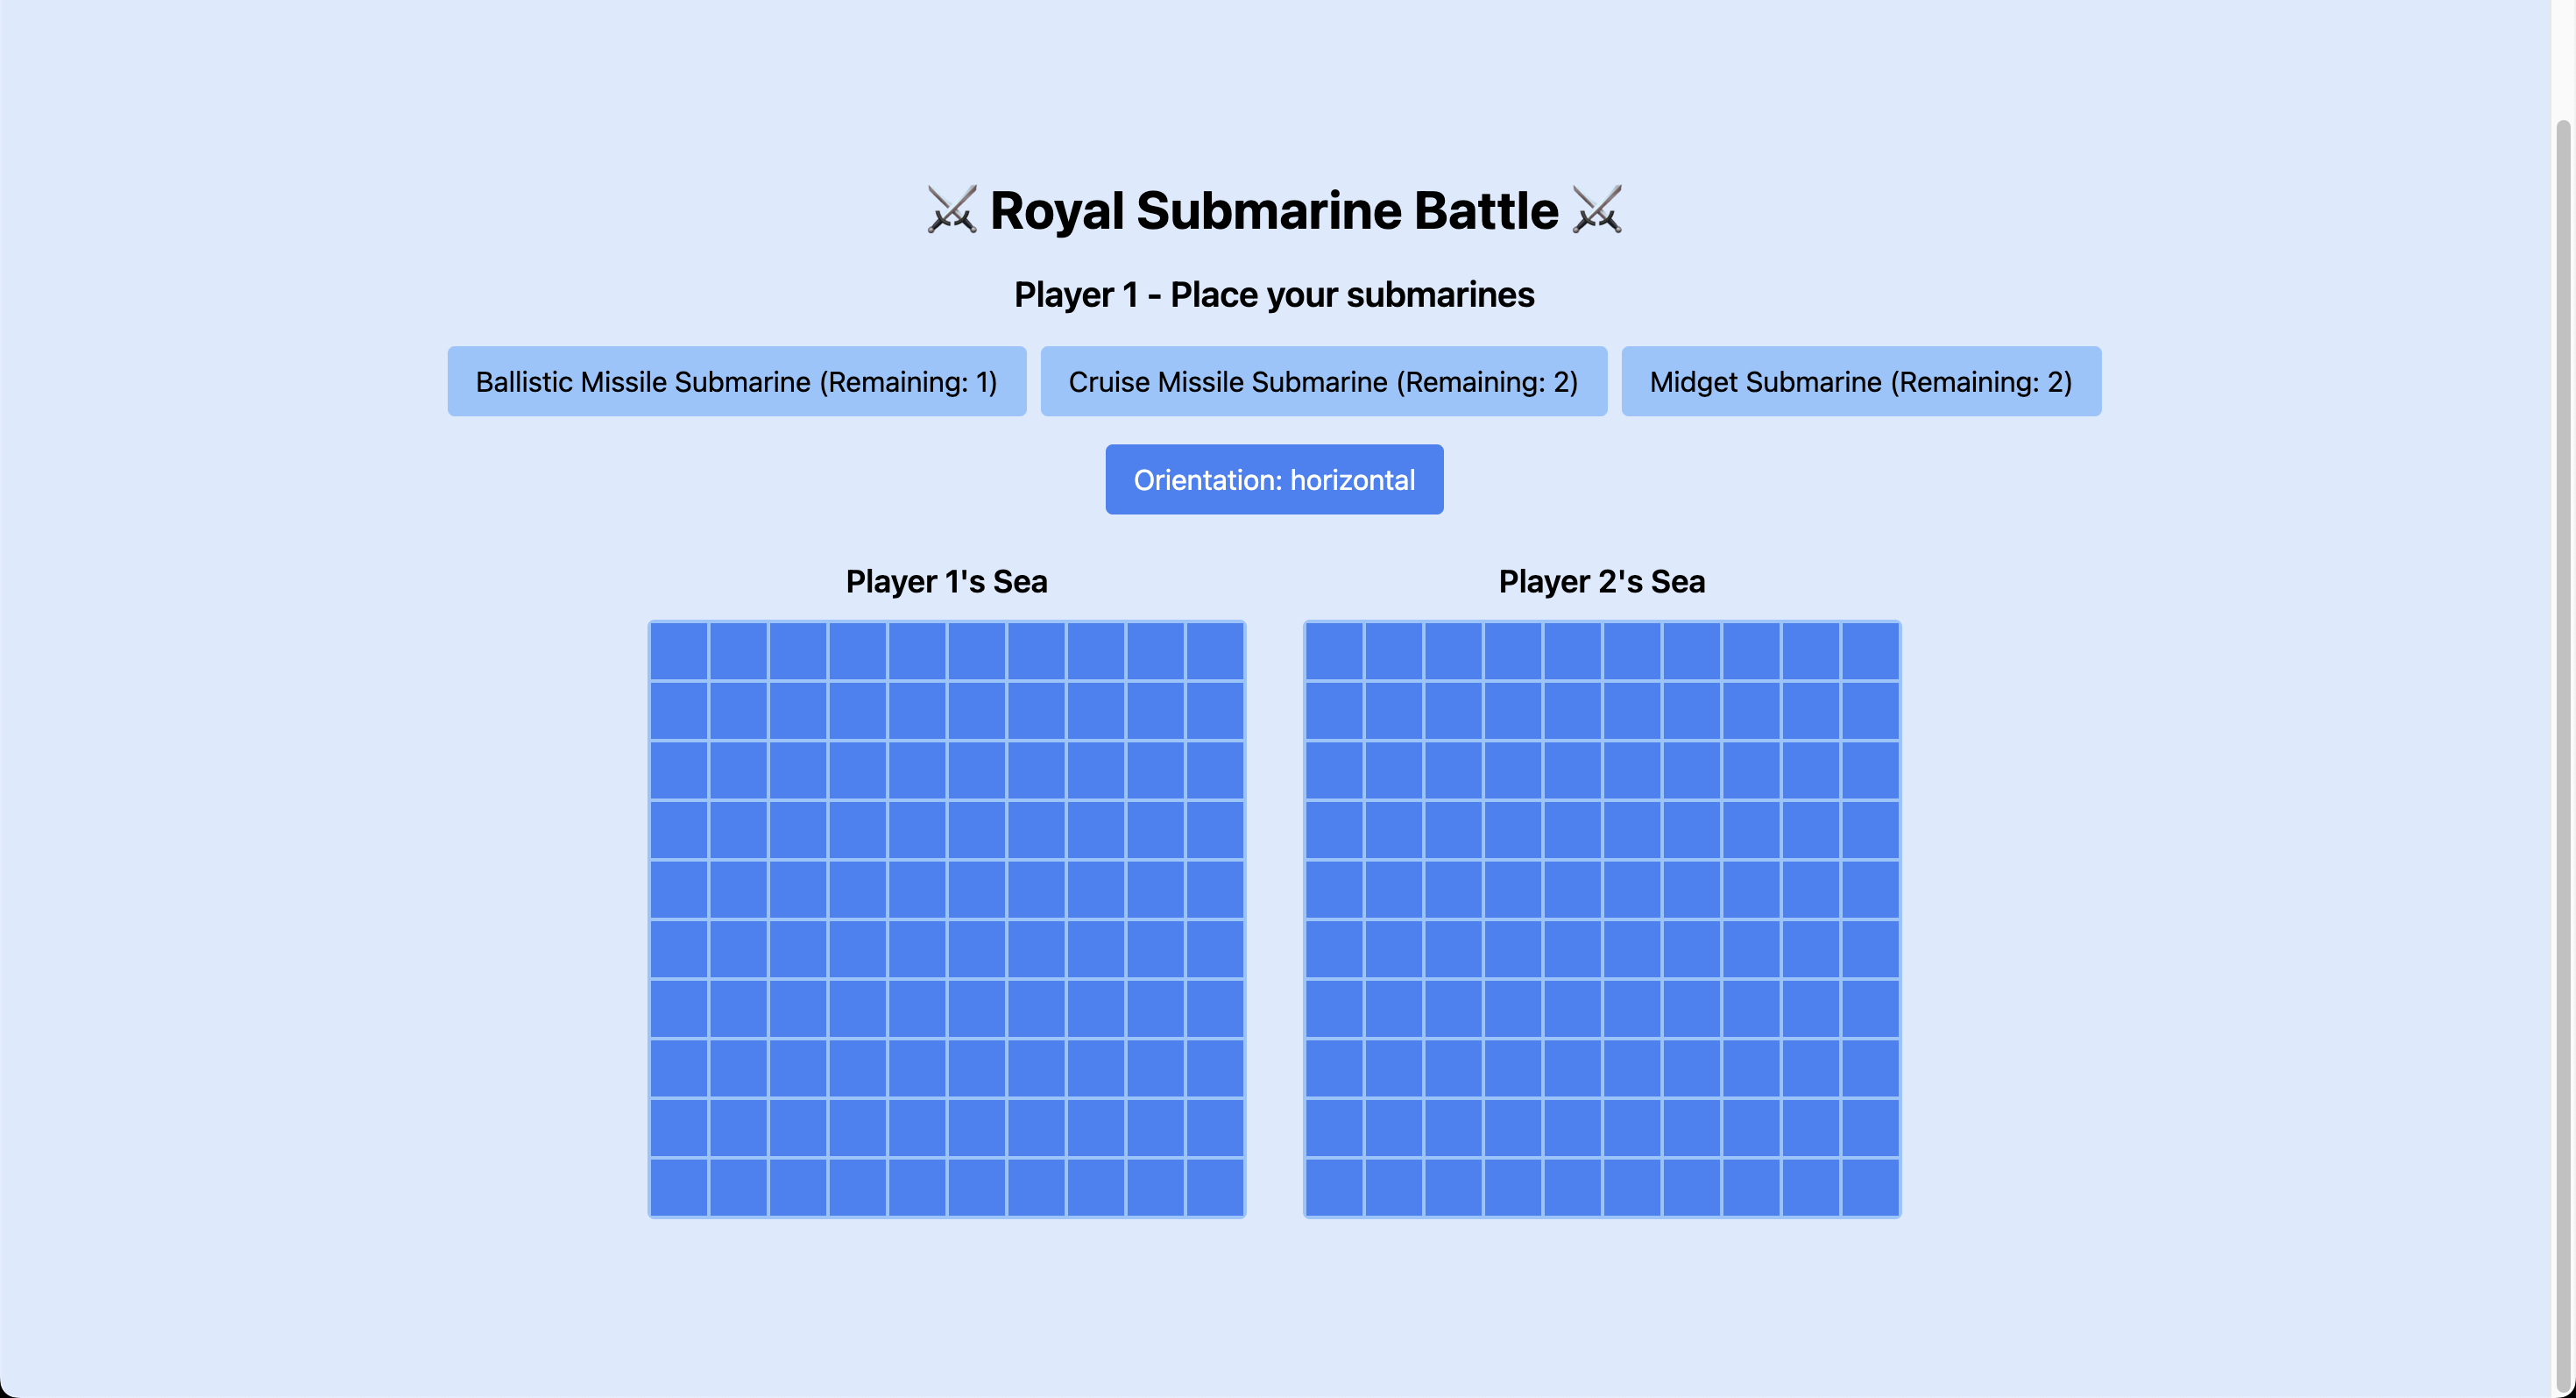 ⚔️ Royal Submarine Battle ⚔️
Player 1 - Place your submarines
Ballistic Missile Submarine (Remaining: 1) Cruise Missile Submarine (Remaining: 2) Midget Submarine (Remaining: 2)
Orientation: horizontal
Player 1's Sea Player 2's Sea